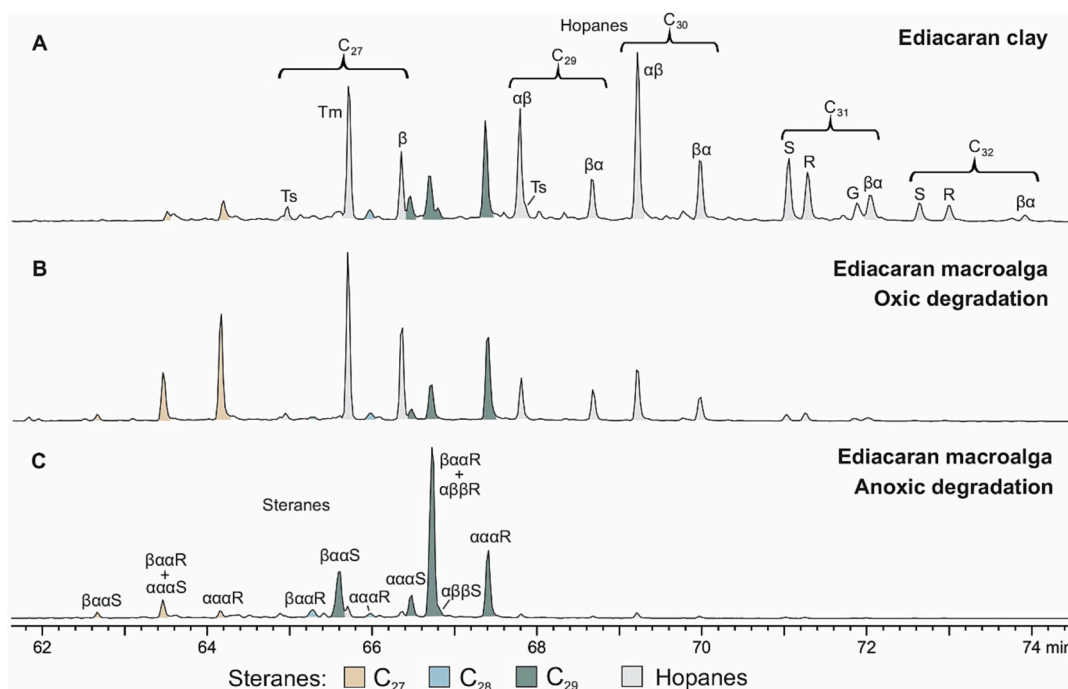 A
Ediacaran clay
Hopanes
C₂₇
C₂₉
C₃₀
C₃₁
C₃₂
Ts
Tm
β
αβ
Ts
βα
αβ
βα
S
R
G
βα
S
R
βα
B
Ediacaran macroalga
Oxic degradation
C
Ediacaran macroalga
Anoxic degradation
Steranes
βααS
βααR
+
αααS
αααR
βααR
βααS
αααR
αααS
βααR
+
αββR
αββS
αααR
62 64 66 68 70 72 74 min
Steranes: C₂₇ C₂₈ C₂₉ Hopanes